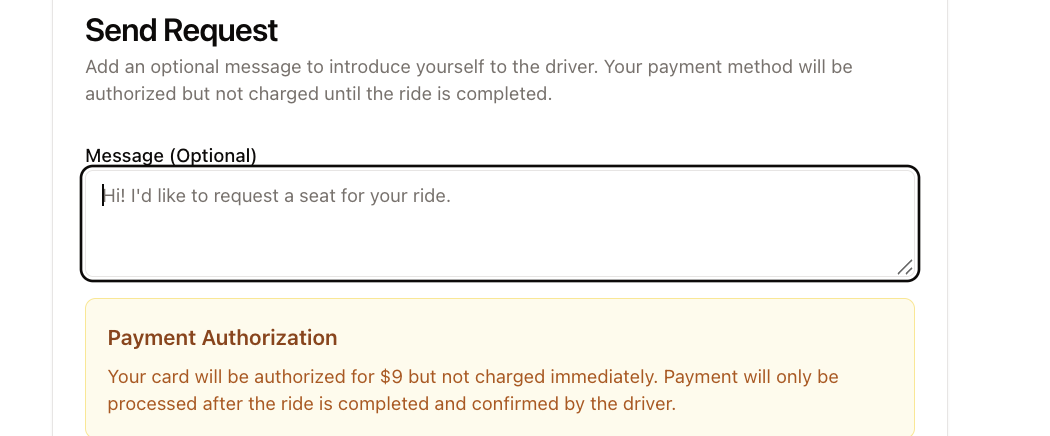 Send Request
Add an optional message to introduce yourself to the driver. Your payment method will be
authorized but not charged until the ride is completed.
Message (Optional)
Hi! I'd like to request a seat for your ride.
Payment Authorization
Your card will be authorized for $9 but not charged immediately. Payment will only be
processed after the ride is completed and confirmed by the driver.